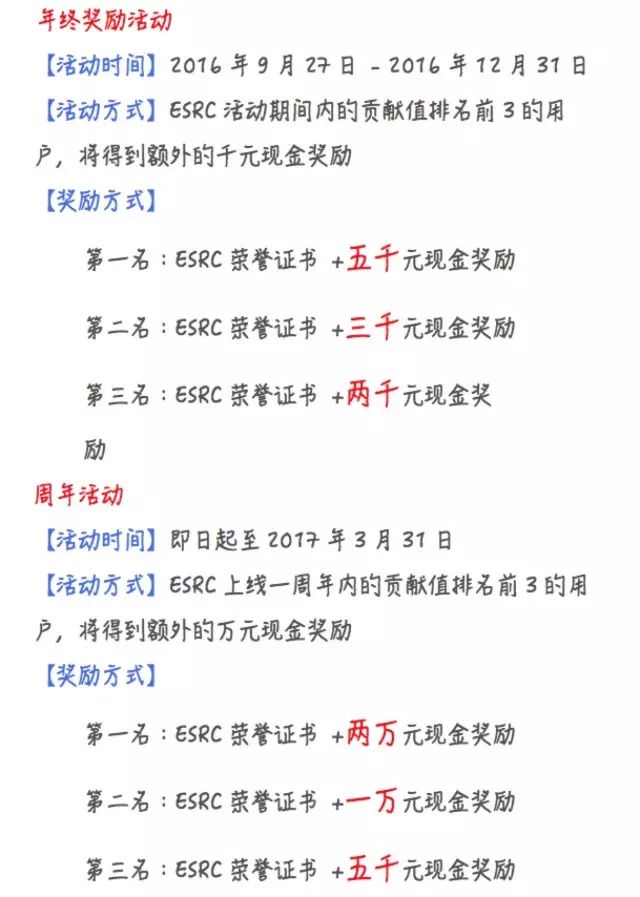 年终奖励活动
【活动时间】2016 年 9 月 27 日 - 2016 年 12 月 31 日
【活动方式】ESRC 活动期间内的贡献值排名前 3 的用
户，将得到额外的千元现金奖励
【奖励方式】
第一名：ESRC 荣誉证书 +五千元现金奖励
第二名：ESRC 荣誉证书 +三千元现金奖励
第三名：ESRC 荣誉证书 +两千元现金奖
励
周年活动
【活动时间】即日起至 2017 年 3 月 31 日
【活动方式】ESRC 上线一周年内的贡献值排名前 3 的用
户，将得到额外的万元现金奖励
【奖励方式】
第一名：ESRC 荣誉证书 +两万元现金奖励
第二名：ESRC 荣誉证书 +一万元现金奖励
第三名：ESRC 荣誉证书 +五千元现金奖励